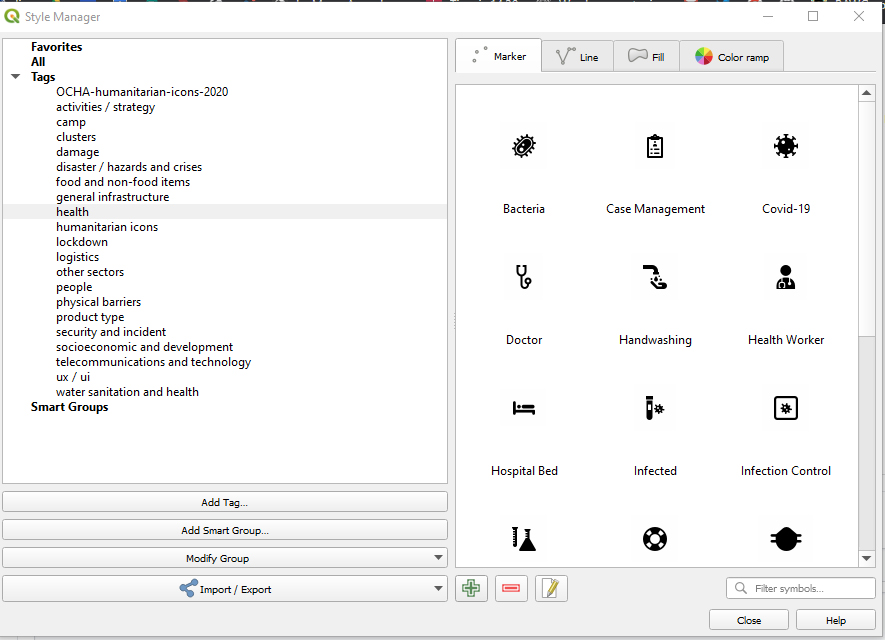 Style Manager
Favorites
All
Tags
OCHA-humanitarian-icons-2020
activities / strategy
camp
clusters
damage
disaster / hazards and crises
food and non-food items
general infrastructure
health
humanitarian icons
lockdown
logistics
other sectors
people
physical barriers
product type
security and incident
socioeconomic and development
telecommunications and technology
ux / ui
water sanitation and health
Smart Groups
Add Tag...
Add Smart Group...
Modify Group
Import / Export
Marker Line Fill Color ramp
Bacteria Case Management Covid-19
Doctor Handwashing Health Worker
Hospital Bed Infected Infection Control
Filter symbols...
Close Help